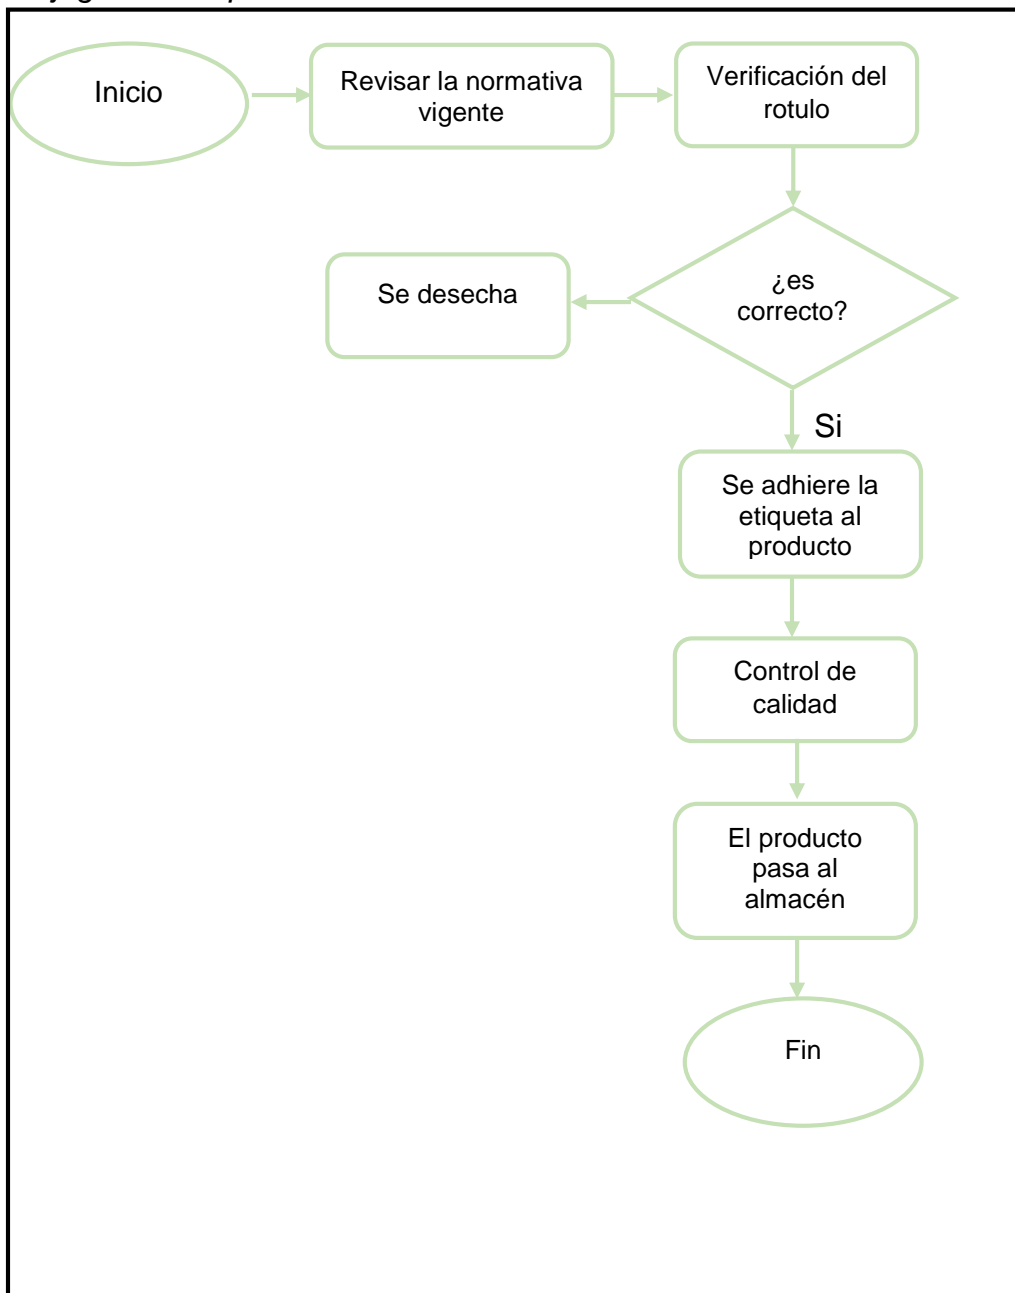 Inicio
Revisar la normativa
vigente
Verificación del
rotulo
¿es
correcto?
Se desecha
Si
Se adhiere la
etiqueta al
producto
Control de
calidad
El producto
pasa al
almacén
Fin